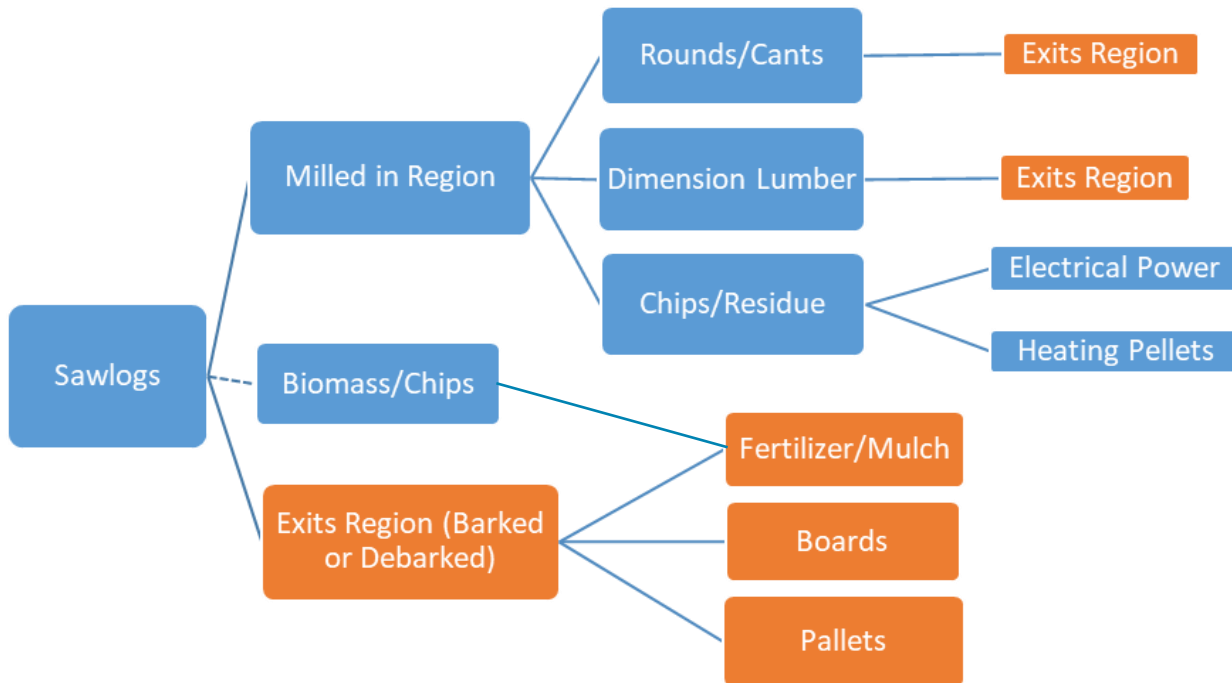 Rounds/Cants
Exits Region
Milled in Region
Dimension Lumber
Exits Region
Chips/Residue
Electrical Power
Heating Pellets
Sawlogs
Biomass/Chips
Fertilizer/Mulch
Exits Region (Barked
or Debarked)
Boards
Pallets